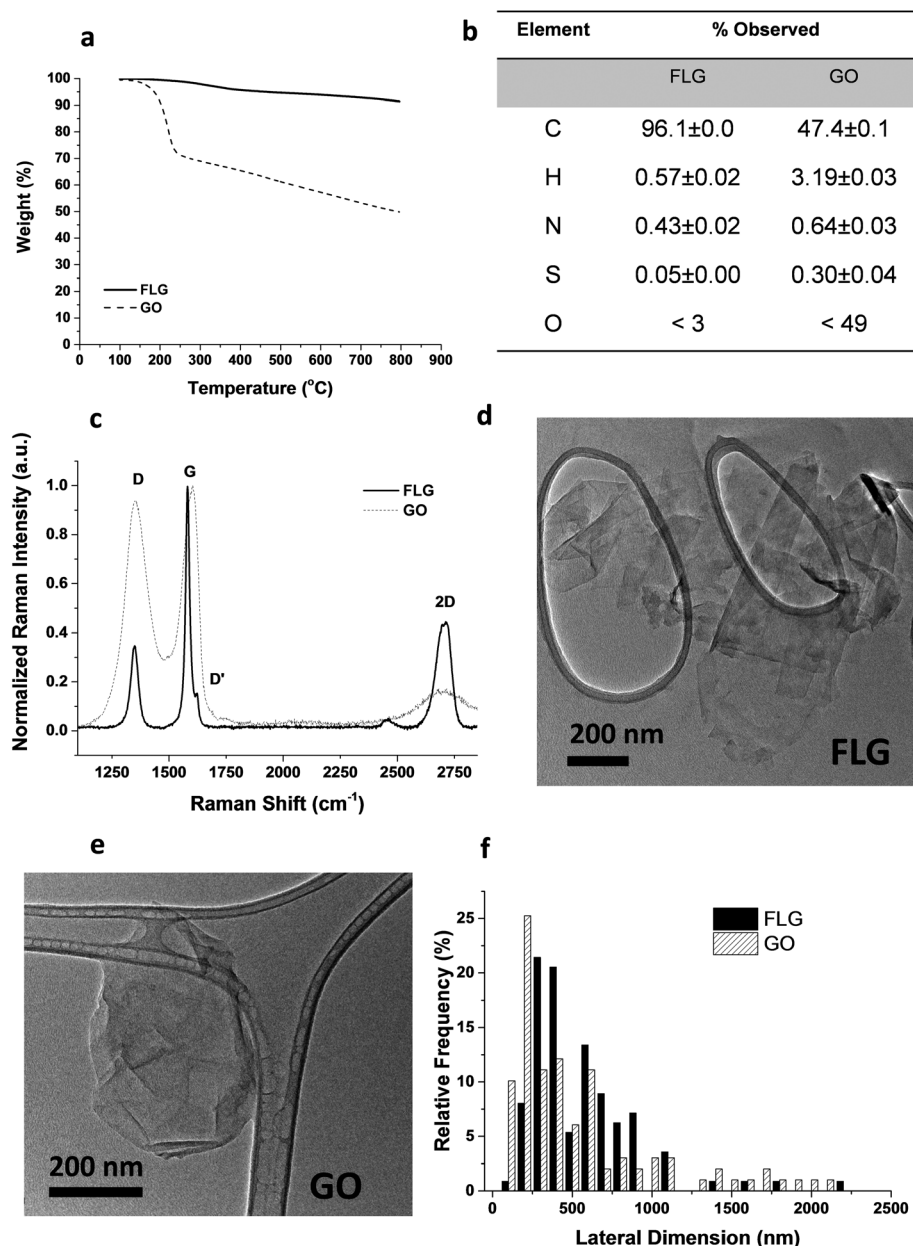 a
100
90
80
70
60
50
40
30
20
10
0
Weight (%)
FLG
GO
0 100 200 300 400 500 600 700 800 900
Temperature (°C)
b
Element % Observed
FLG GO
C 96.1±0.0 47.4±0.1
H 0.57±0.02 3.19±0.03
N 0.43±0.02 0.64±0.03
S 0.05±0.00 0.30±0.04
O < 3 < 49
c
Normalized Raman Intensity (a.u.)
1.0
0.8
0.6
0.4
0.2
0.0
D G
D'
2D
FLG
GO
1250 1500 1750 2000 2250 2500 2750
Raman Shift (cm⁻¹)
d
200 nm
FLG
e
200 nm
GO
f
Relative Frequency (%)
25
20
15
10
5
0
FLG
GO
0 500 1000 1500 2000 2500
Lateral Dimension (nm)